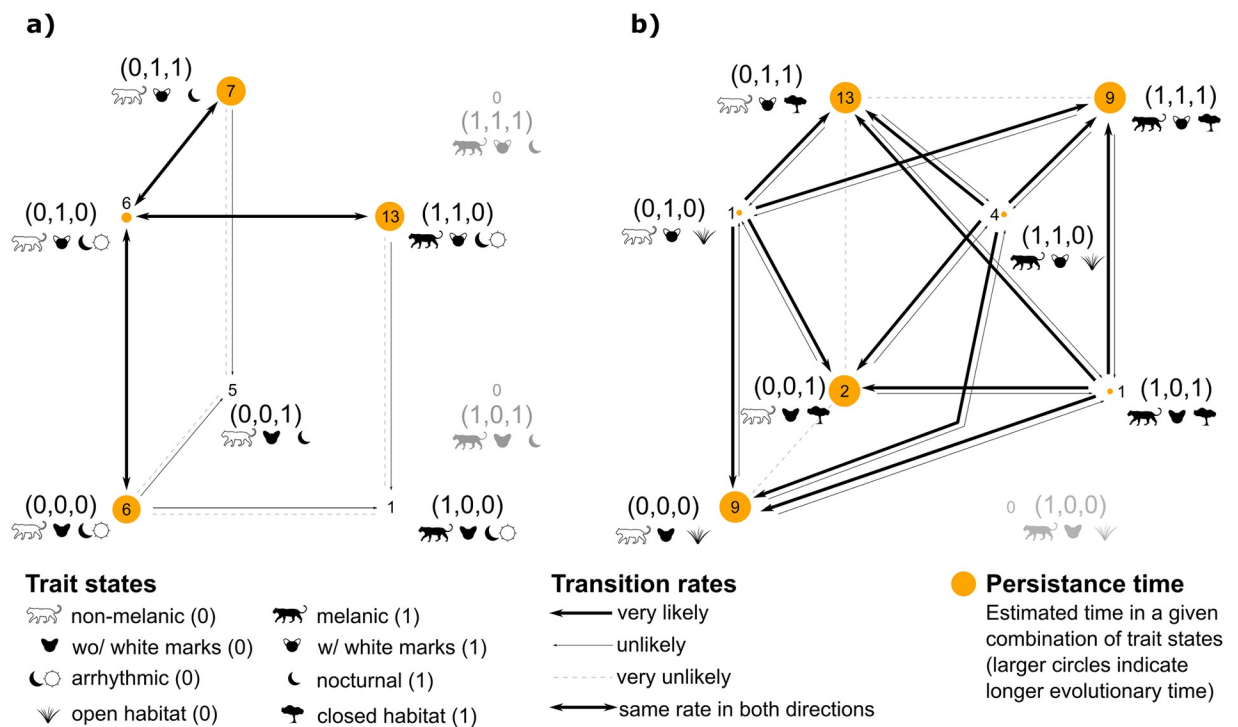 a)
b)
(0,1,1)
7
0
(1,1,1)
(0,1,0)
6
13
(1,1,0)
5
(0,0,1)
0
(1,0,1)
(0,0,0)
6
1
(1,0,0)
(0,1,1)
13
9
(1,1,1)
(0,1,0)
1
4
(1,1,0)
(0,0,1)
2
1
(1,0,1)
(0,0,0)
9
0
(1,0,0)
Trait states
non-melanic (0)
melanic (1)
wo/ white marks (0)
w/ white marks (1)
arrhythmic (0)
nocturnal (1)
open habitat (0)
closed habitat (1)
Transition rates
very likely
unlikely
very unlikely
same rate in both directions
Persistance time
Estimated time in a given
combination of trait states
(larger circles indicate
longer evolutionary time)